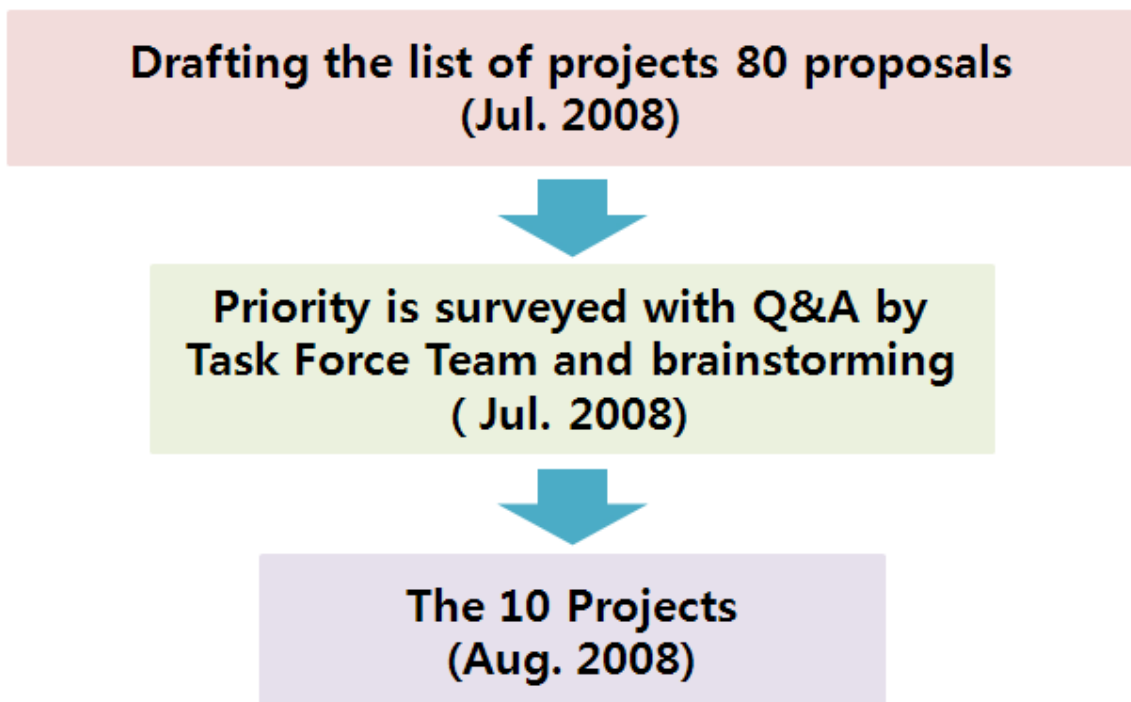 Drafting the list of projects 80 proposals
(Jul. 2008)
Priority is surveyed with Q&A by
Task Force Team and brainstorming
( Jul. 2008)
The 10 Projects
(Aug. 2008)